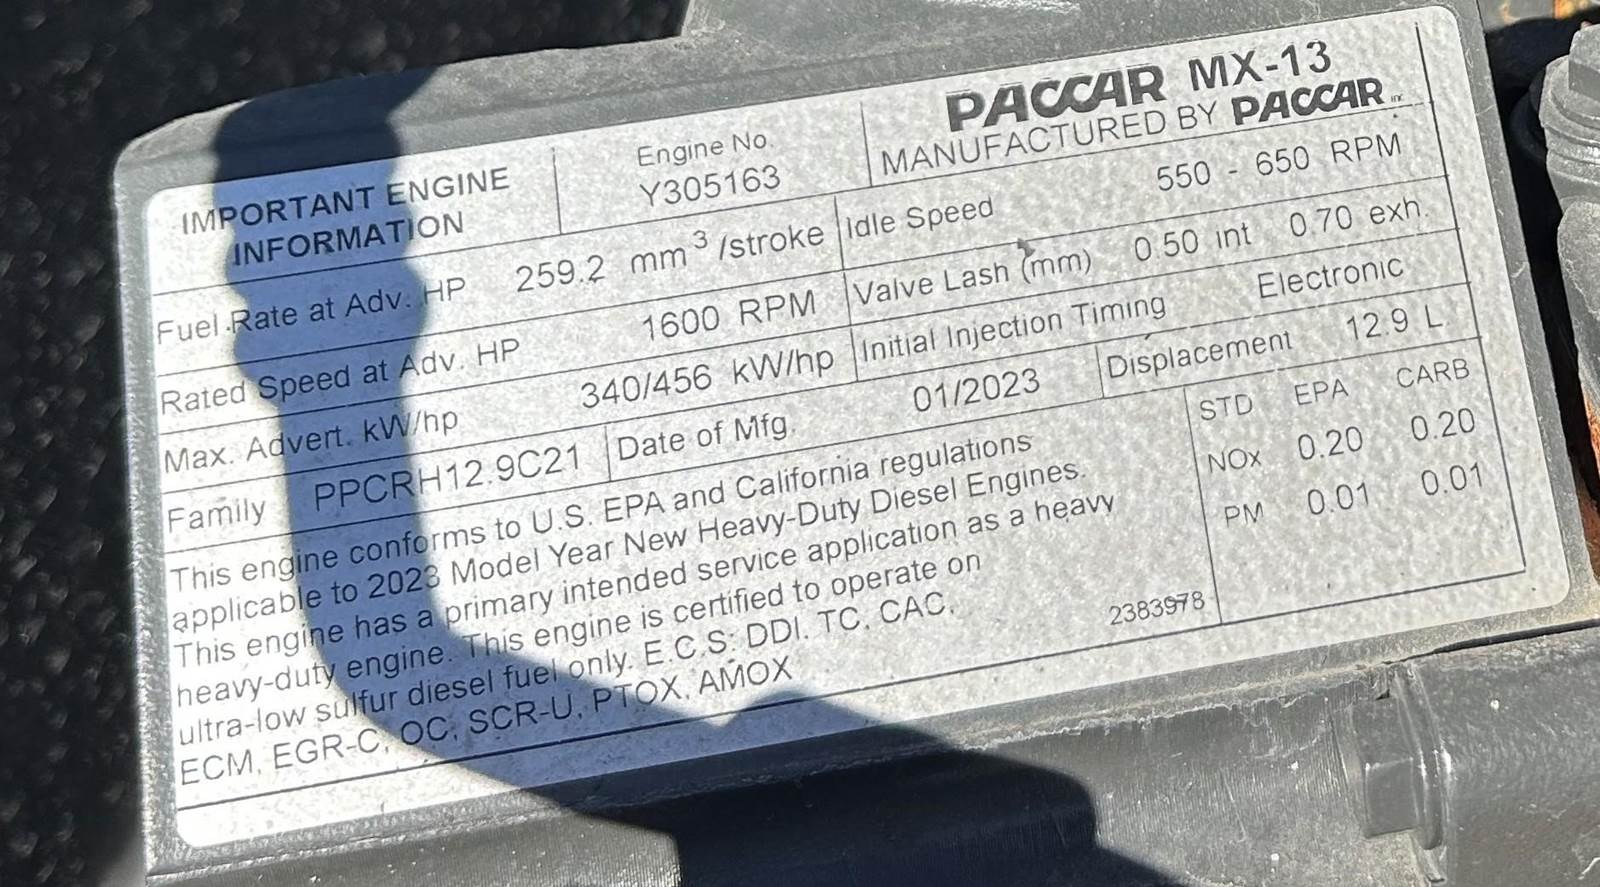 IMPORTANT ENGINE
INFORMATION
Engine No.
Y305163
PACCAR MX-13
MANUFACTURED BY PACCAR INC
Fuel Rate at Adv. HP 259.2 mm³/stroke
Idle Speed 550 - 650 RPM
Rated Speed at Adv. HP 1600 RPM
Valve Lash (mm) 0.50 int 0.70 exh.
Max. Advert. kW/hp 340/456 kW/hp
Initial Injection Timing Electronic
Family PPCRH12.9C21
Date of Mfg. 01/2023
Displacement 12.9 L.
This engine conforms to U.S. EPA and California regulations
applicable to 2023 Model Year New Heavy-Duty Diesel Engines.
This engine has a primary intended service application as a heavy
heavy-duty engine. This engine is certified to operate on
ultra-low sulfur diesel fuel only. E.C.S: DDI, TC, CAC,
ECM, EGR-C, OC, SCR-U, PTOX, AMOX
2383978
STD EPA CARB
NOx 0.20 0.20
PM 0.01 0.01